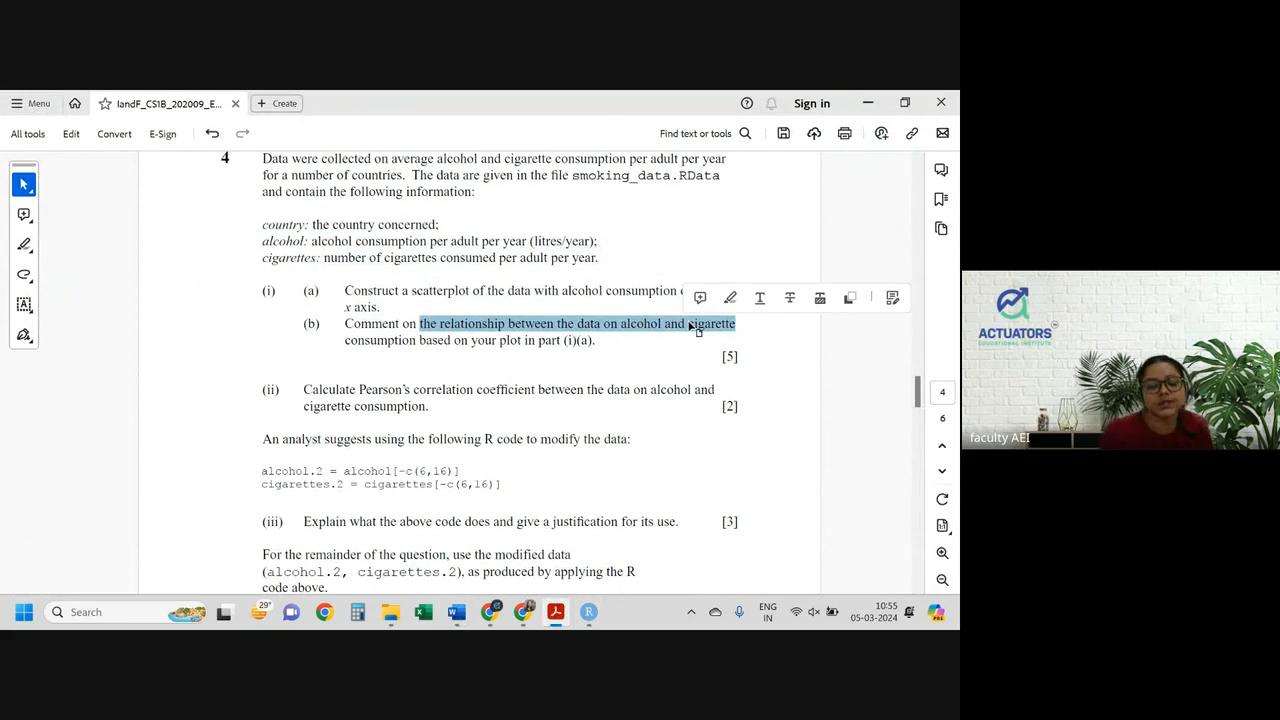 Menu
IandF_CS1B_202009_E...
Create
Sign in
All tools
Edit
Convert
E-Sign
Find text or tools
4
Data were collected on average alcohol and cigarette consumption per adult per year
for a number of countries. The data are given in the file smoking_data.RData
and contain the following information:
country: the country concerned;
alcohol: alcohol consumption per adult per year (litres/year);
cigarettes: number of cigarettes consumed per adult per year.
(i) (a) Construct a scatterplot of the data with alcohol consumption
x axis.
(b) Comment on the relationship between the data on alcohol and cigarette
consumption based on your plot in part (i)(a).
[5]
(ii) Calculate Pearson's correlation coefficient between the data on alcohol and
cigarette consumption. [2]
An analyst suggests using the following R code to modify the data:
alcohol.2 = alcohol[-c(6,16)]
cigarettes.2 = cigarettes[-c(6,16)]
(iii) Explain what the above code does and give a justification for its use. [3]
For the remainder of the question, use the modified data
(alcohol.2, cigarettes.2), as produced by applying the R
code above.
4
6
ACTUATORS
EDUCATIONAL INSTITUTE
faculty AEI
Search
29°
ENG
IN
10:55
05-03-2024